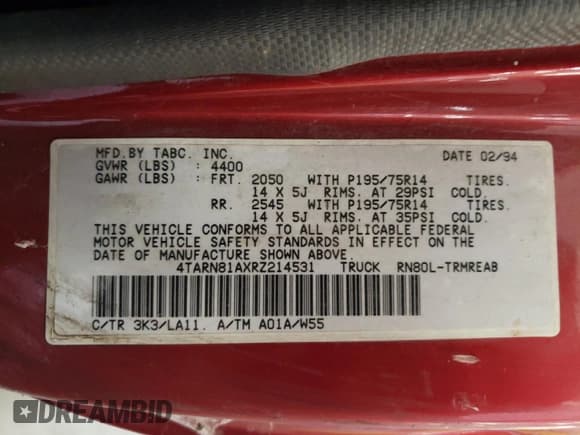 MFD.BY TABC. INC. DATE 02/94
GVWR (LBS) : 4400
GAWR (LBS) : FRT. 2050 WITH P195/75R14 TIRES.
14 X 5J RIMS. AT 29PSI COLD.
RR. 2545 WITH P195/75R14 TIRES.
14 X 5J RIMS. AT 35PSI COLD.
THIS VEHICLE CONFORMS TO ALL APPLICABLE FEDERAL
MOTOR VEHICLE SAFETY STANDARDS IN EFFECT ON THE
DATE OF MANUFACTURE SHOWN ABOVE.
4TARN81AXRZ214531 TRUCK RN80L-TRMREAB
C/TR 3K3/LA11. A/TM A01A/W55
DREAMBID